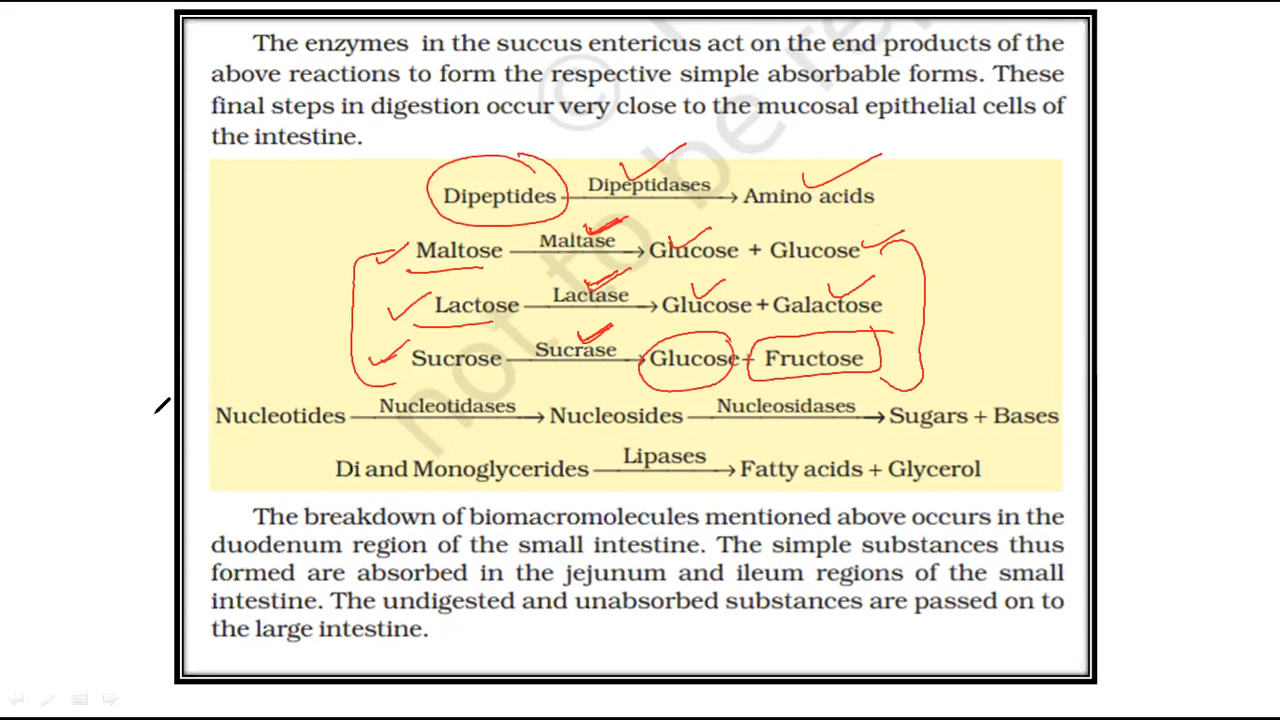 The enzymes in the succus entericus act on the end products of the
above reactions to form the respective simple absorbable forms. These
final steps in digestion occur very close to the mucosal epithelial cells of
the intestine.
Dipeptides Dipeptidases Amino acids
Maltose Maltase Glucose + Glucose
Lactose Lactase Glucose + Galactose
Sucrose Sucrase Glucose + Fructose
Nucleotides Nucleotidases Nucleosides Nucleosidases Sugars + Bases
Di and Monoglycerides Lipases Fatty acids + Glycerol
The breakdown of biomacromolecules mentioned above occurs in the
duodenum region of the small intestine. The simple substances thus
formed are absorbed in the jejunum and ileum regions of the small
intestine. The undigested and unabsorbed substances are passed on to
the large intestine.
© 
not to be re